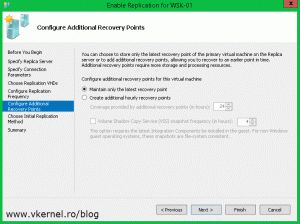 Enable Replication for WSK-01
Configure Additional Recovery Points
Before You Begin
Specify Replica Server
Specify Connection
Parameters
Choose Replication VHDs
Configure Replication
Frequency
Configure Additional
Recovery Points
Choose Initial Replication
Method
Summary
You can choose to store only the latest recovery point of the primary virtual machine on the Replica
server or to add additional recovery points, allowing you to recover to an earlier point in time.
Additional recovery points require more storage and processing resources.
Configure additional recovery points for this virtual machine
Maintain only the latest recovery point
Create additional hourly recovery points
Coverage provided by additional recovery points (in hours):
24
Volume Shadow Copy Service (VSS) snapshot frequency (in hours):
4
This option requires the latest Integration Components be installed in the guest. For non-Windows
guest operating systems, these snapshots are file-system consistent.
< Previous
Next >
Finish
Cancel
www.vkernel.ro/blog